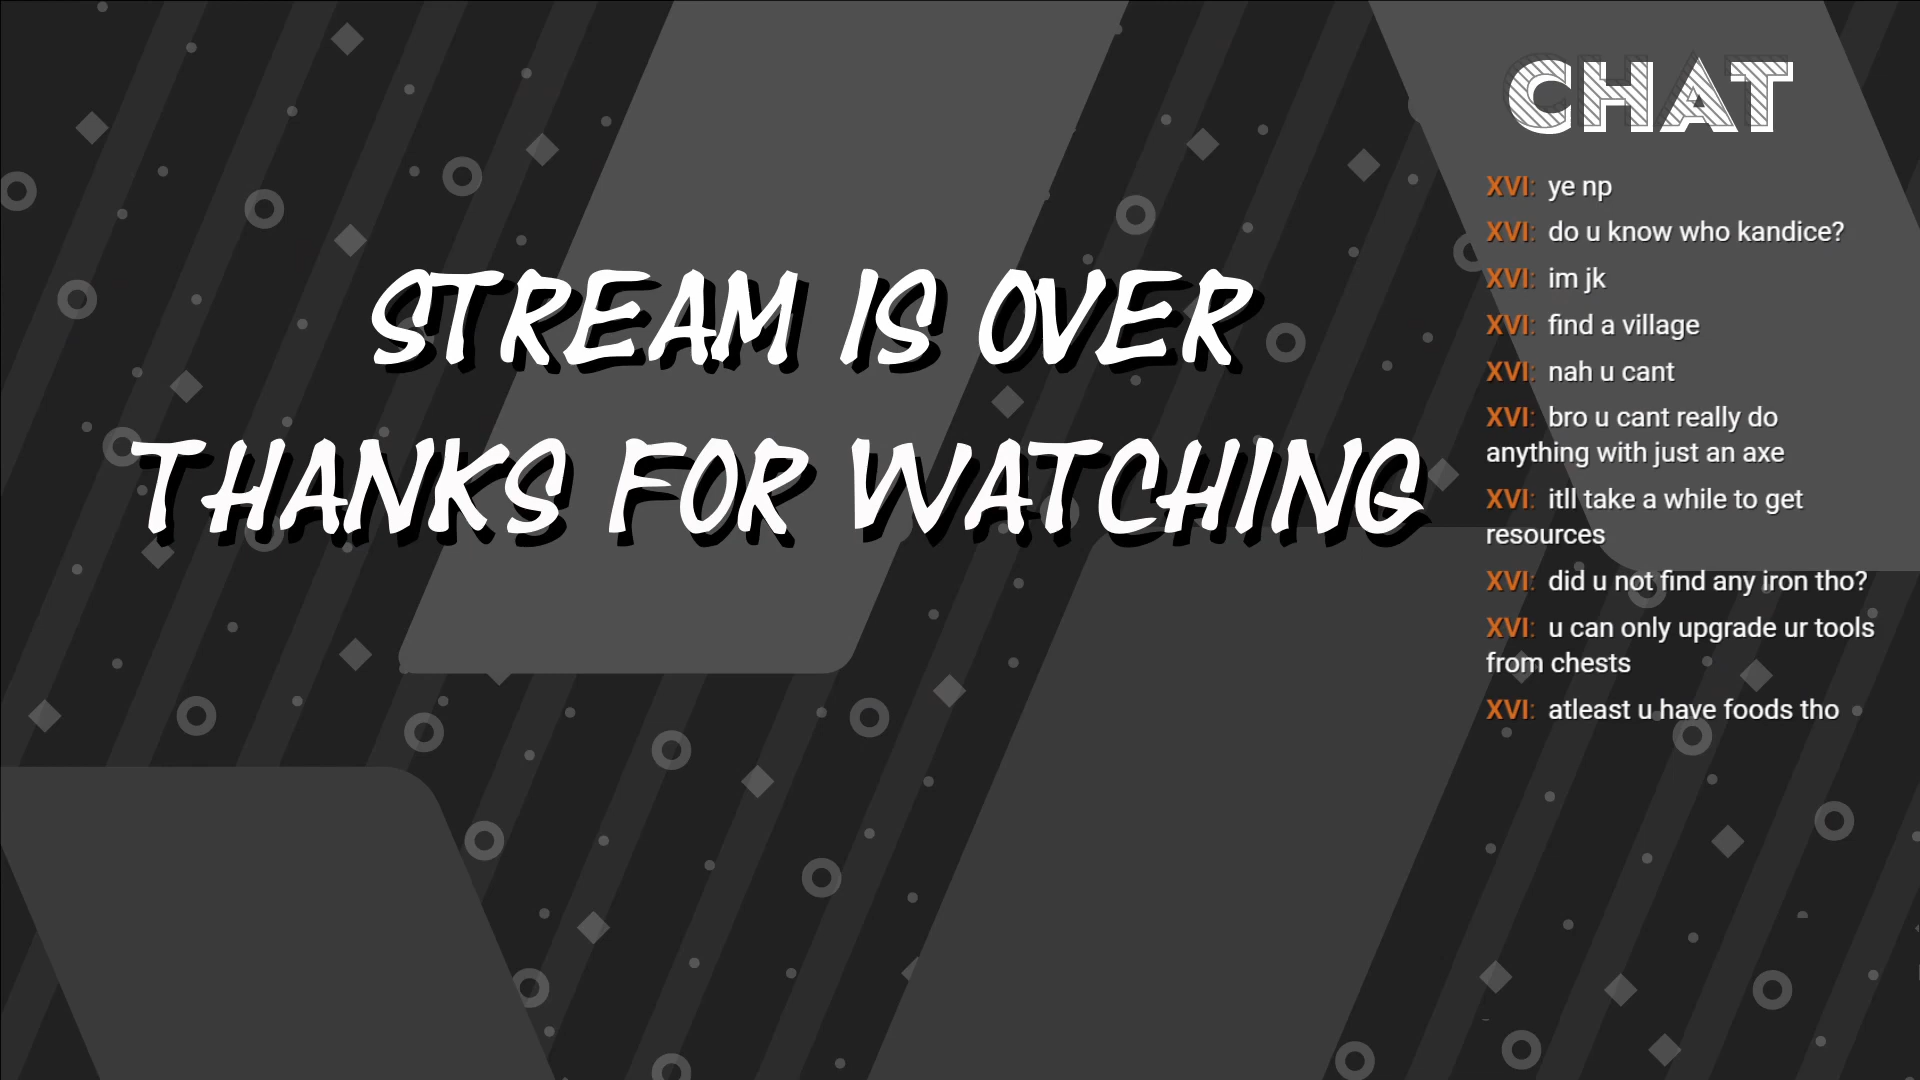 STREAM IS OVER
THANKS FOR WATCHING
CHAT
XVI: ye np
XVI: do u know who kandice?
XVI: im jk
XVI: find a village
XVI: nah u cant
XVI: bro u cant really do
anything with just an axe
XVI: itll take a while to get
resources
XVI: did u not find any iron tho?
XVI: u can only upgrade ur tools
from chests
XVI: atleast u have foods tho